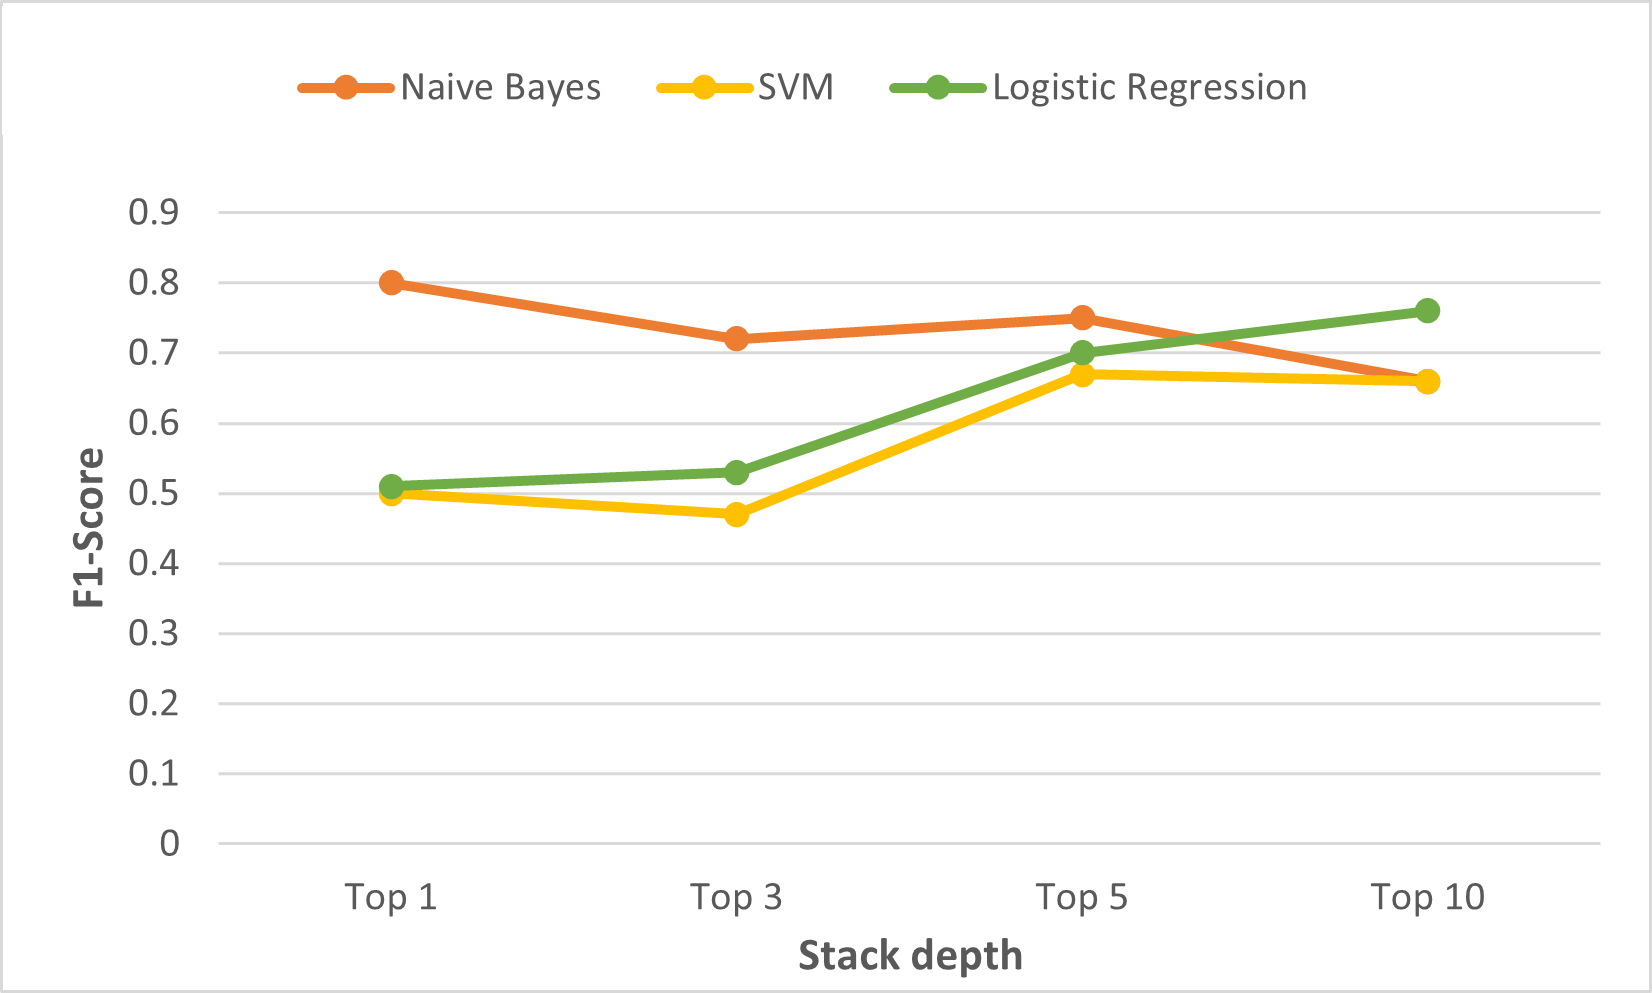 Naive Bayes SVM Logistic Regression
0.9
0.8
0.7
0.6
0.5
0.4
0.3
0.2
0.1
0
F1-Score
Top 1 Top 3 Top 5 Top 10
Stack depth